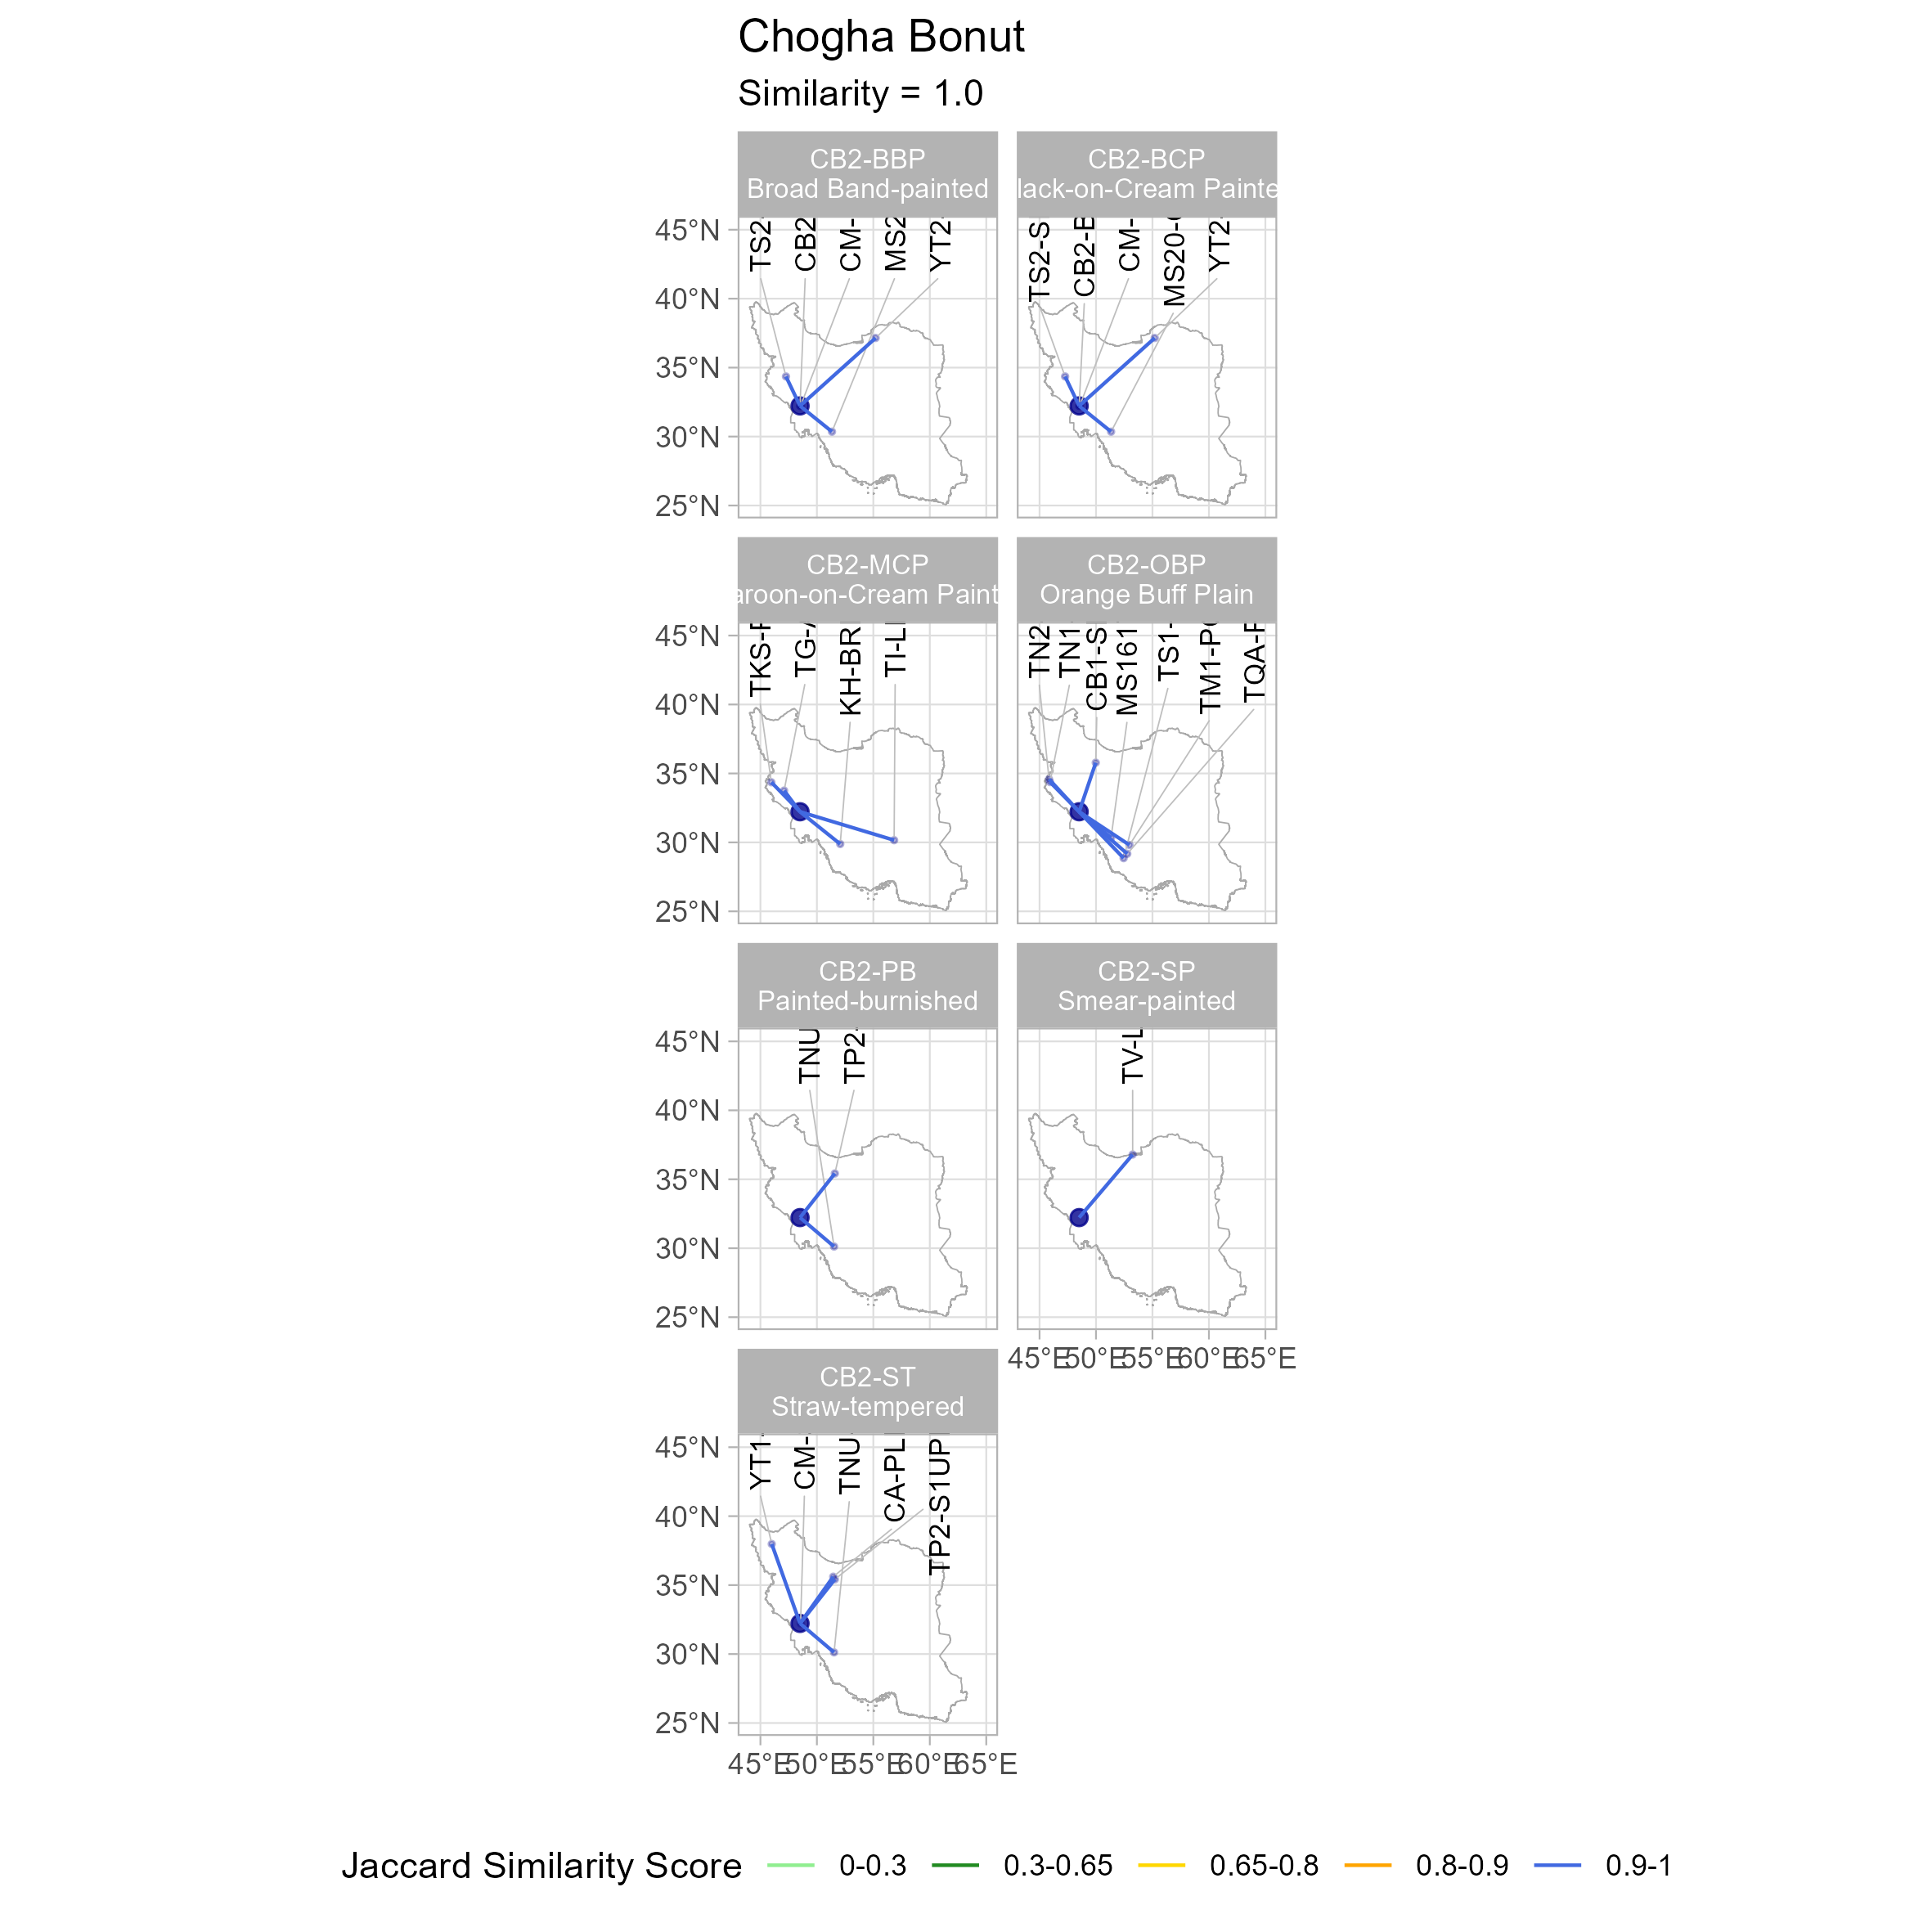 Chogha Bonut
Similarity = 1.0
CB2-BBP
Broad Band-painted
CB2-BCP
lack-on-Cream Painte
45°N
40°N
35°N
30°N
25°N
TS2
CB2
CM-
MS2
YT2
TS2-S
CB2-B
CM-
MS20-
YT2
CB2-MCP
aroon-on-Cream Paint
CB2-OBP
Orange Buff Plain
45°N
40°N
35°N
30°N
25°N
TKS-F
TG-A
KH-BR
TI-LI
TN2
TN1
CB1-S
MS161
TS1-
TM1-P
TQA-F
CB2-PB
Painted-burnished
CB2-SP
Smear-painted
45°N
40°N
35°N
30°N
25°N
TNU
TP2-
TV-L
45°E 50°E 55°E 60°E 65°E
CB2-ST
Straw-tempered
45°N
40°N
35°N
30°N
25°N
YT1-
CM-
TNU
CA-PL
TP2-S1UP
45°E 50°E 55°E 60°E 65°E
Jaccard Similarity Score 0-0.3 0.3-0.65 0.65-0.8 0.8-0.9 0.9-1